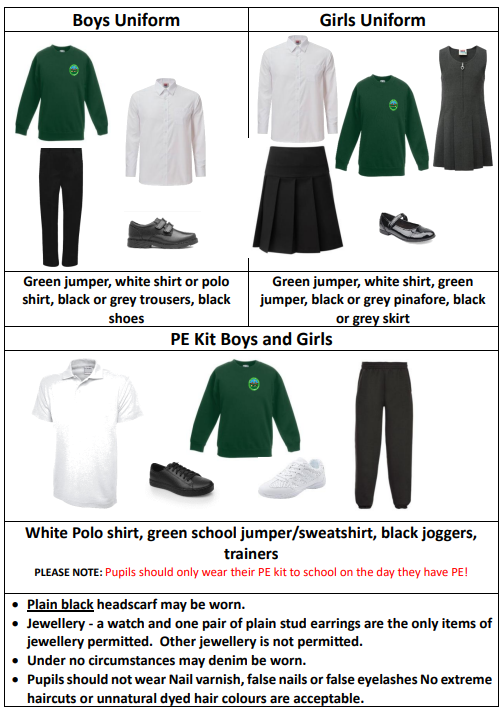 Boys Uniform
Girls Uniform
Green jumper, white shirt or polo
shirt, black or grey trousers, black
shoes
Green jumper, white shirt, green
jumper, black or grey pinafore, black
or grey skirt
PE Kit Boys and Girls
White Polo shirt, green school jumper/sweatshirt, black joggers,
trainers
PLEASE NOTE: Pupils should only wear their PE kit to school on the day they have PE!
• Plain black headscarf may be worn.
• Jewellery - a watch and one pair of plain stud earrings are the only items of
jewellery permitted.  Other jewellery is not permitted.
• Under no circumstances may denim be worn.
• Pupils should not wear Nail varnish, false nails or false eyelashes No extreme
haircuts or unnatural dyed hair colours are acceptable.